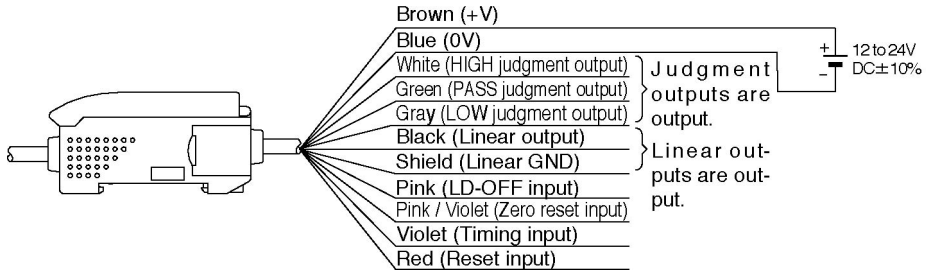 Brown (+V)
Blue (0V)
White (HIGH judgment output)
Green (PASS judgment output)
Gray (LOW judgment output)
Judgment
outputs are
output.
Black (Linear output)
Shield (Linear GND)
Linear out-
puts are out-
put.
Pink (LD-OFF input)
Pink / Violet (Zero reset input)
Violet (Timing input)
Red (Reset input)
+
−
12 to 24V
DC±10%